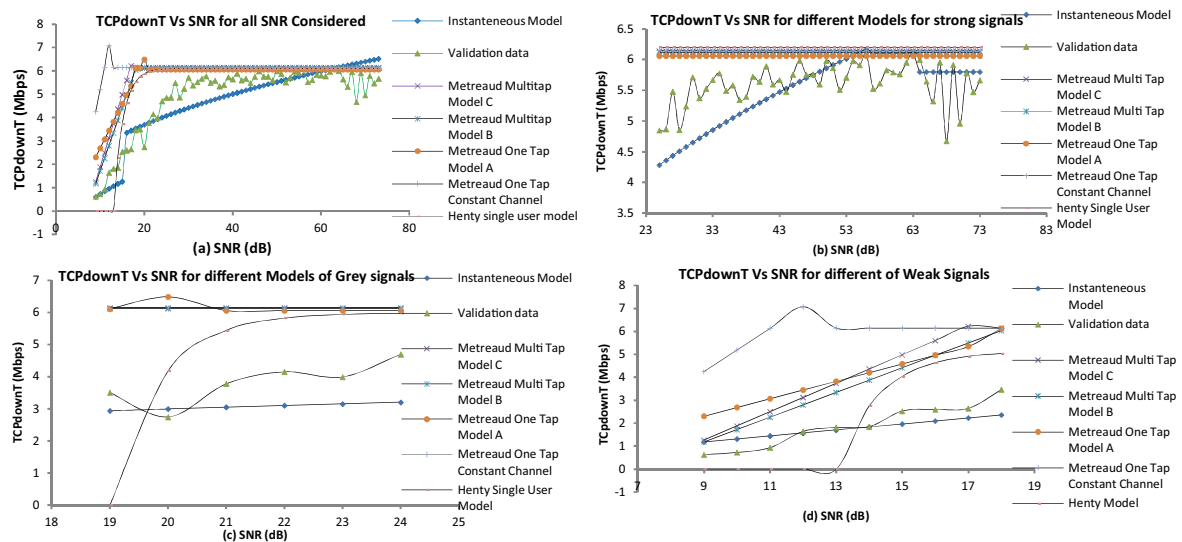 TCPdownT Vs SNR for all SNR Considered
TCPdownT (Mbps)
8
7
6
5
4
3
2
1
0
-1
0
20
40
60
80
(a) SNR (dB)
Instantaneous Model
Validation data
Metreaud Multitap
Model C
Metreaud Multitap
Model B
Metreaud One Tap
Model A
Metreaud One Tap
Constant Channel
Henty single user model
TCPdownT Vs SNR for different Models for strong signals
TCPdownT (Mbps)
6.5
6
5.5
5
4.5
4
3.5
23
33
43
53
63
73
83
(b) SNR (dB)
Instanteneous Model
Validation data
Metreaud Multi Tap
Model C
Metreaud Multi Tap
Model B
Metreaud One Tap
Model A
Metreaud One Tap
Constant Channel
henty Single User
Model
TCPdownT Vs SNR for different Models of Grey signals
TCPdownT (Mbps)
7
6
5
4
3
2
1
0
18
19
20
21
22
23
24
25
(c) SNR (dB)
Instanteneous Model
Validation data
Metreaud Multi Tap
Model C
Metreaud Multi Tap
Model B
Metreaud One Tap
Model A
Metreaud One Tap
Constant Channel
Henty Single User
Model
TCPdownT Vs SNR for different of Weak Signals
TCpdownT (Mbps)
8
7
6
5
4
3
2
1
0
-1
7
9
11
13
15
17
(d) SNR (dB)
Instanteneous
Model
Validation data
Metreaud Multi Tap
Model C
Metreaud Multi Tap
Model B
Metreaud One Tap
Model A
Metreaud One Tap
Constant Channel
Henty Model